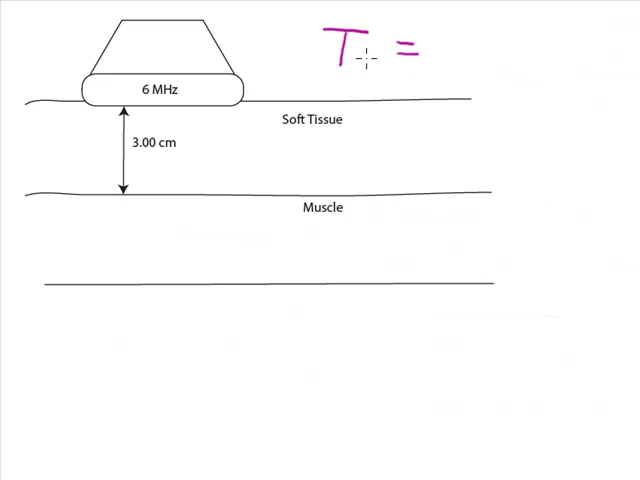 T =
6 MHz
Soft Tissue
3.00 cm
Muscle